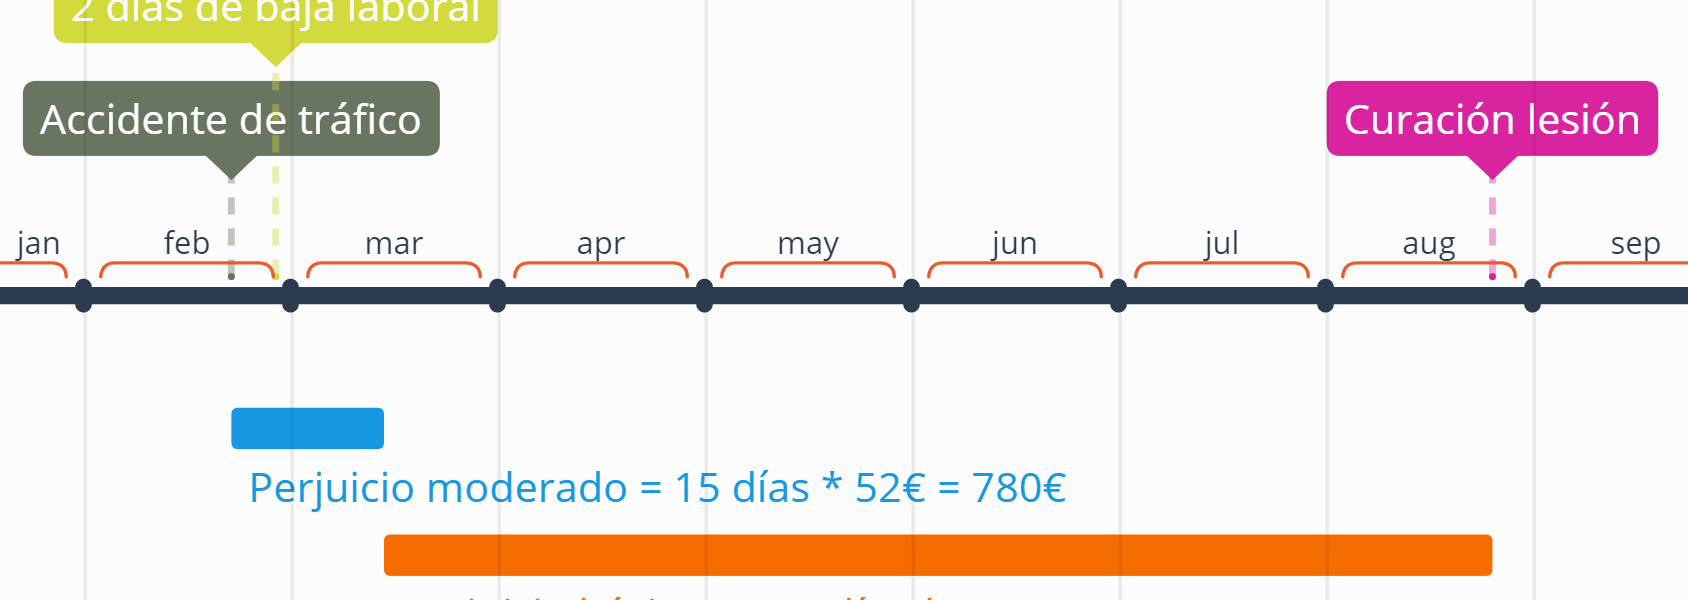 2 días de baja laboral
Accidente de tráfico
Curación lesión
jan feb mar apr may jun jul aug sep
Perjuicio moderado = 15 días * 52€ = 780€